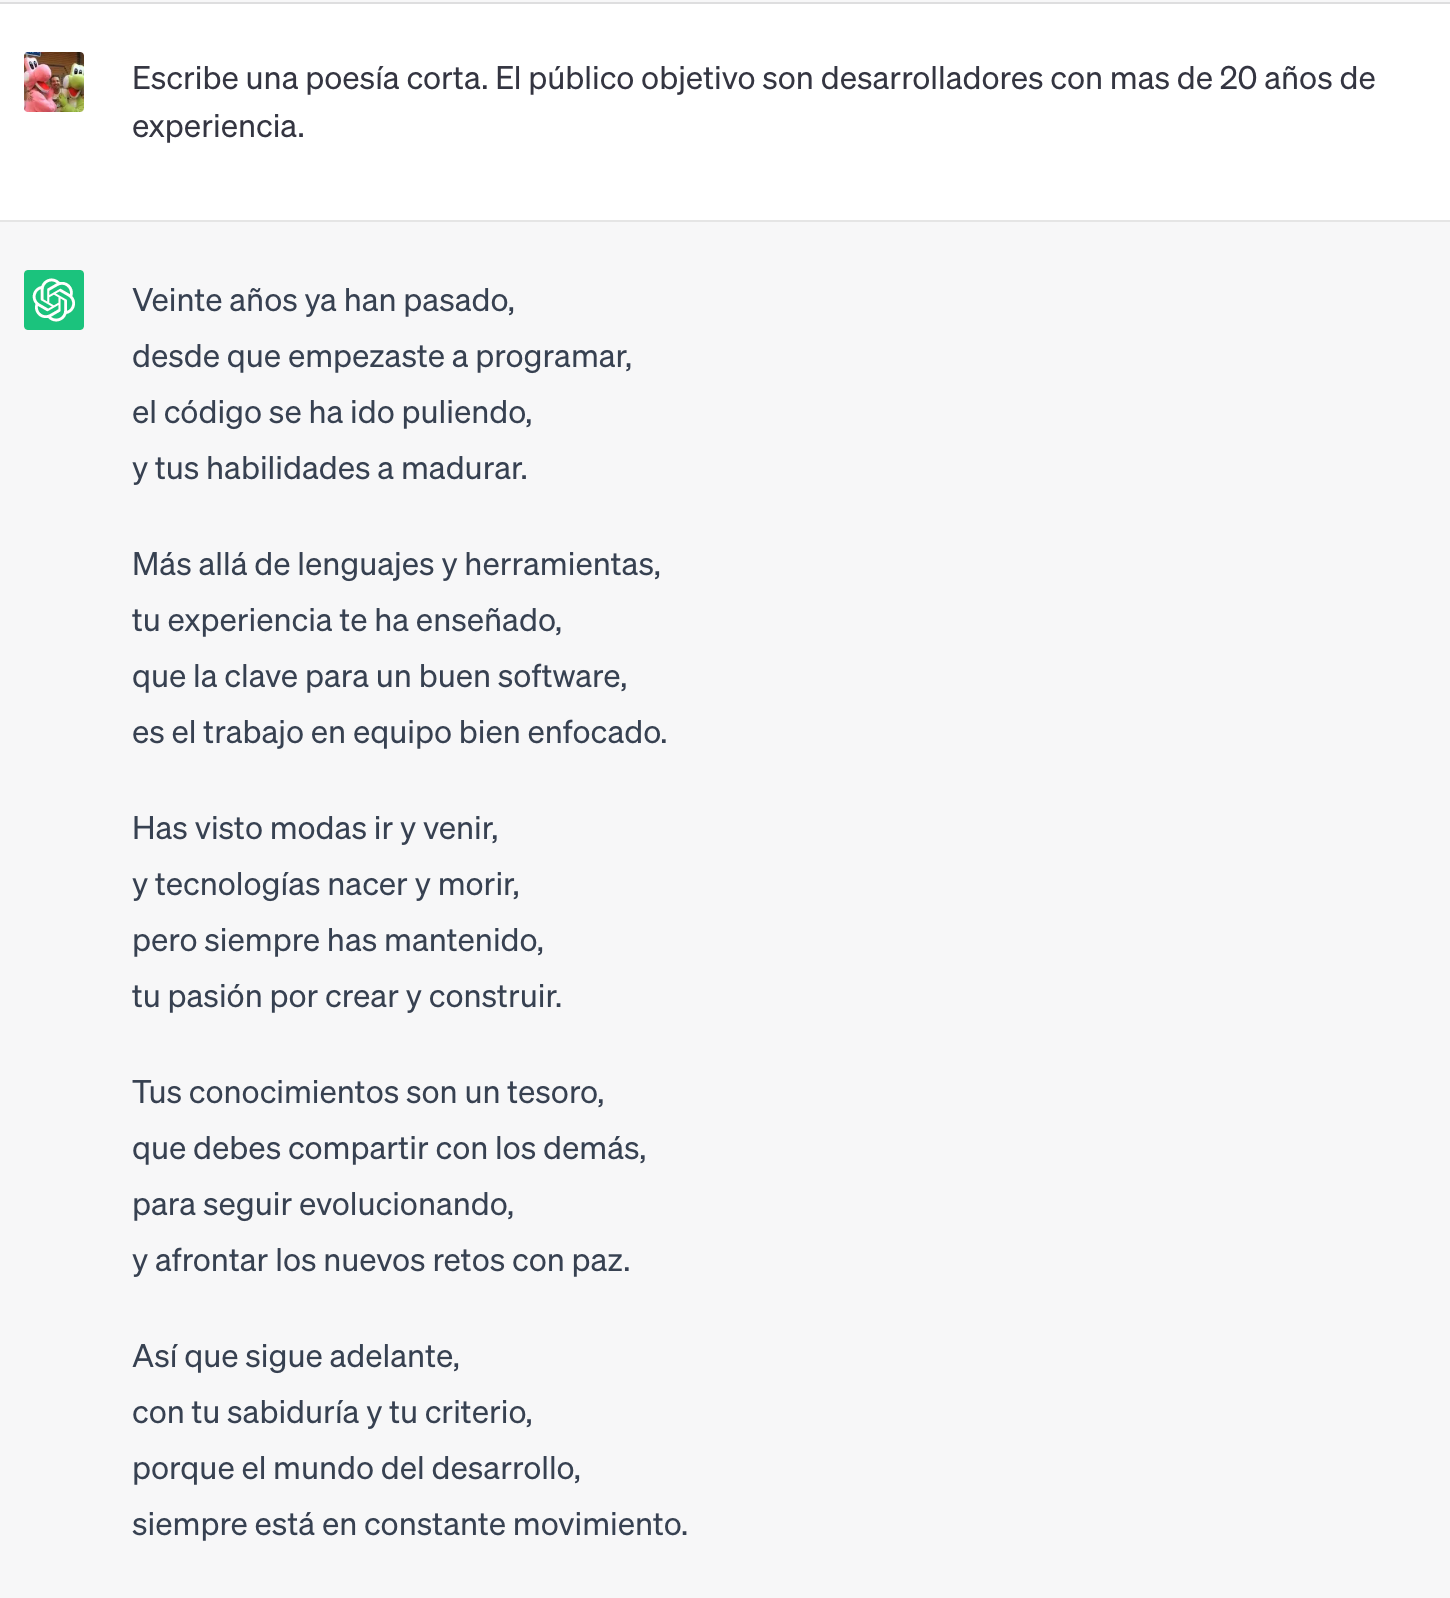 Escribe una poesía corta. El público objetivo son desarrolladores con mas de 20 años de
experiencia.
Veinte años ya han pasado,
desde que empezaste a programar,
el código se ha ido puliendo,
y tus habilidades a madurar.
Más allá de lenguajes y herramientas,
tu experiencia te ha enseñado,
que la clave para un buen software,
es el trabajo en equipo bien enfocado.
Has visto modas ir y venir,
y tecnologías nacer y morir,
pero siempre has mantenido,
tu pasión por crear y construir.
Tus conocimientos son un tesoro,
que debes compartir con los demás,
para seguir evolucionando,
y afrontar los nuevos retos con paz.
Así que sigue adelante,
con tu sabiduría y tu criterio,
porque el mundo del desarrollo,
siempre está en constante movimiento.